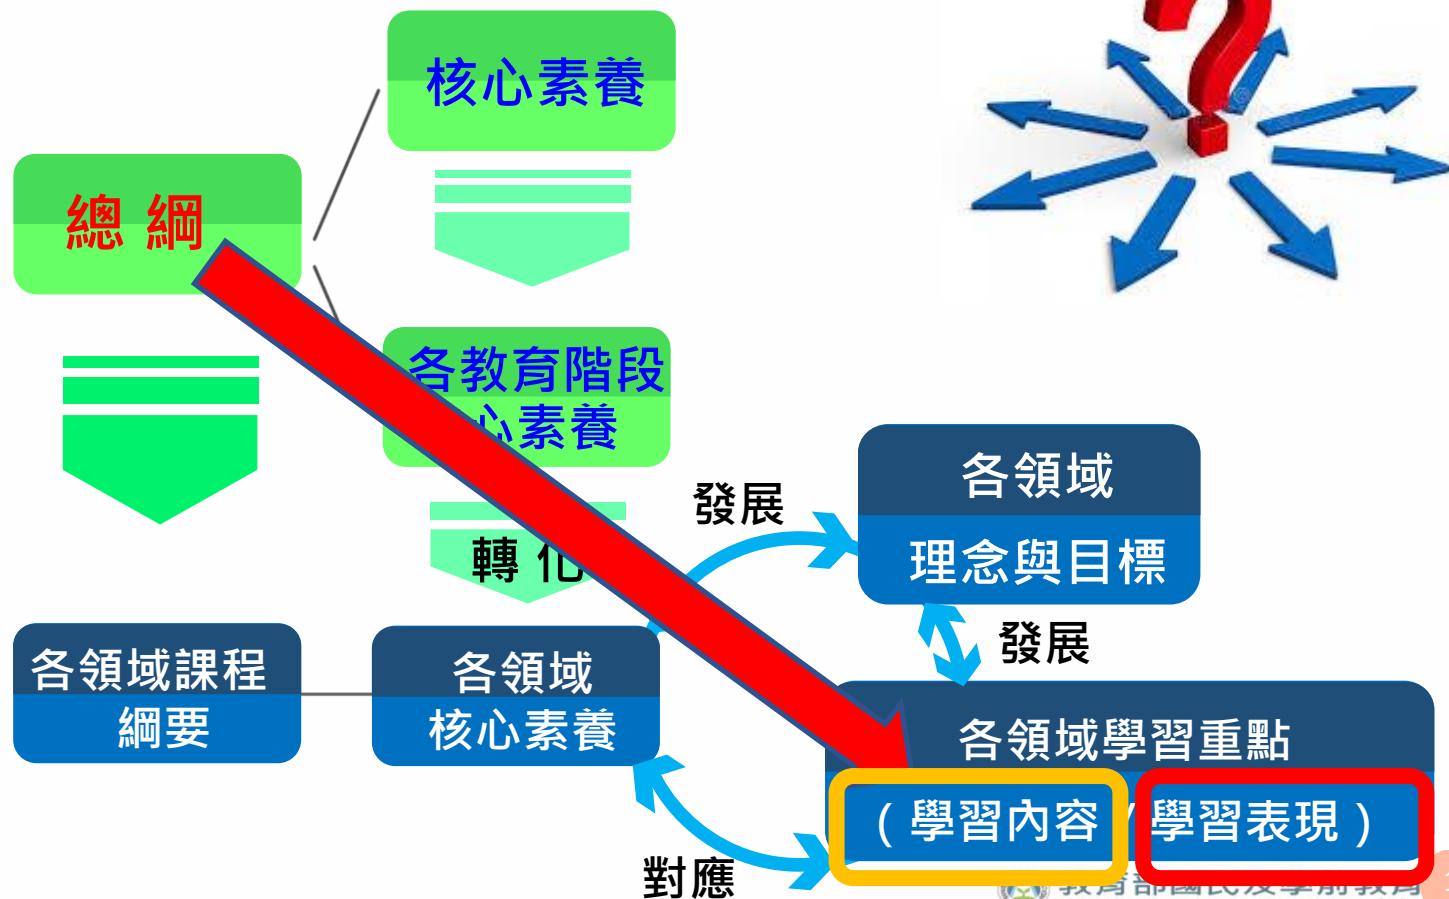 核心素養
總 綱
各教育階段
心素養
發展
各領域
理念與目標
轉 化
發展
各領域課程
綱要
各領域
核心素養
各領域學習重點
(學習內容/學習表現)
對應